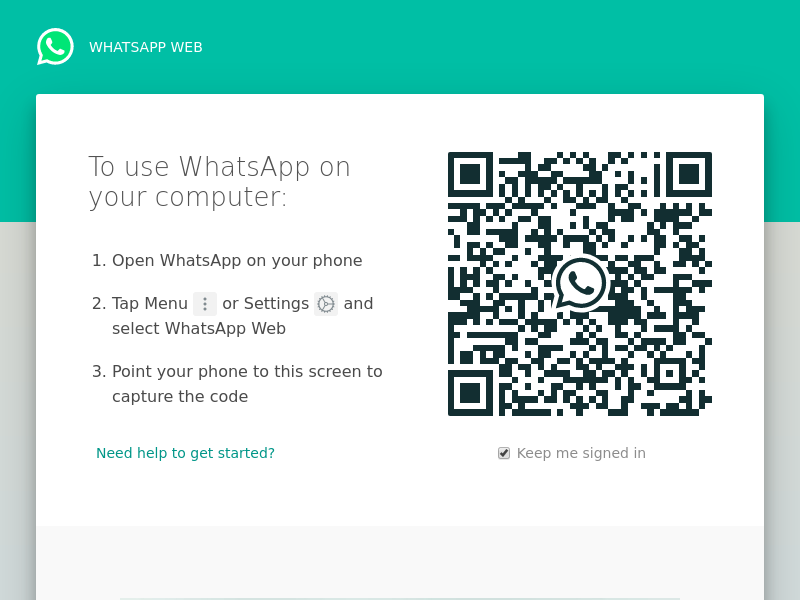 WHATSAPP WEB
To use WhatsApp on
your computer:
1. Open WhatsApp on your phone
2. Tap Menu or Settings and
select WhatsApp Web
3. Point your phone to this screen to
capture the code
Need help to get started?
Keep me signed in